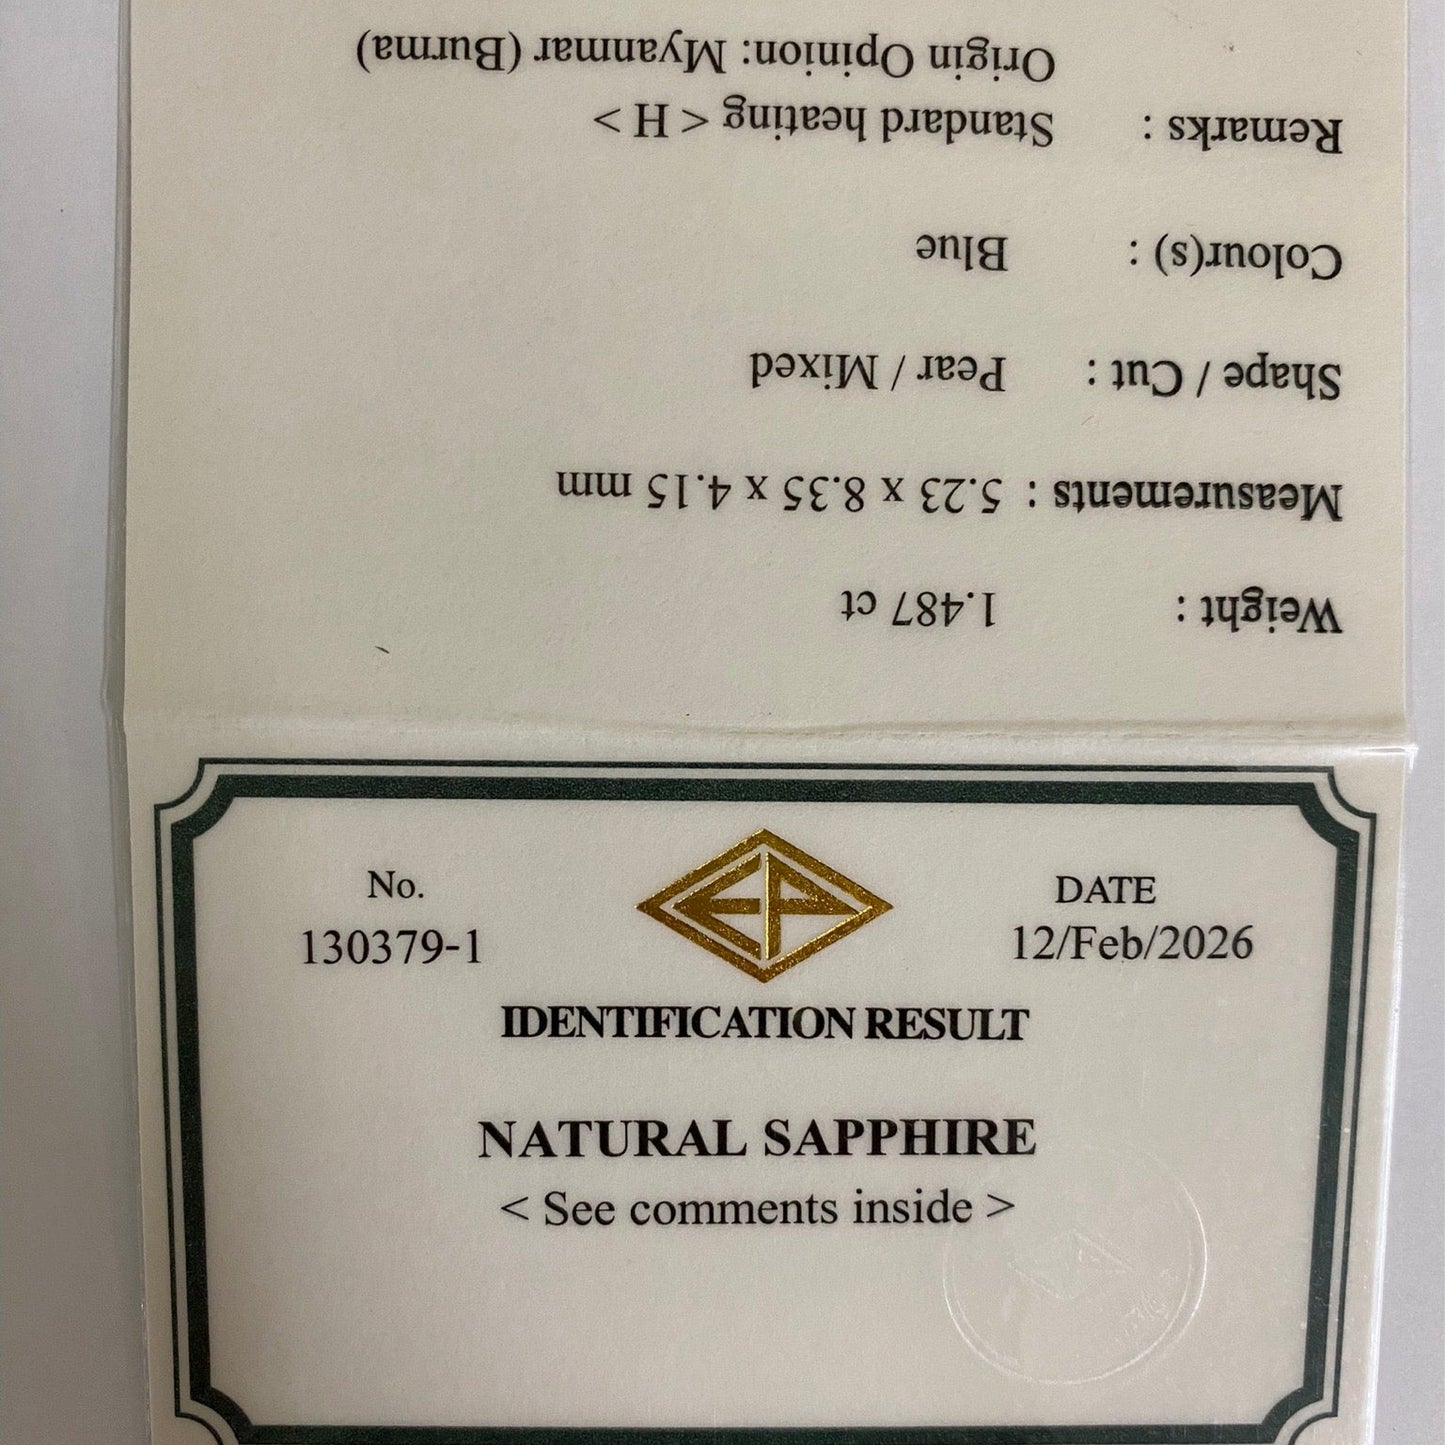 No.
130379-1
DATE
12/Feb/2026
IDENTIFICATION RESULT
NATURAL SAPPHIRE
< See comments inside >
Weight : 1.487 ct
Measurements : 5.23 x 8.35 x 4.15 mm
Shape / Cut : Pear / Mixed
Colour(s) : Blue
Remarks : Standard heating < H >
Origin Opinion: Myanmar (Burma)